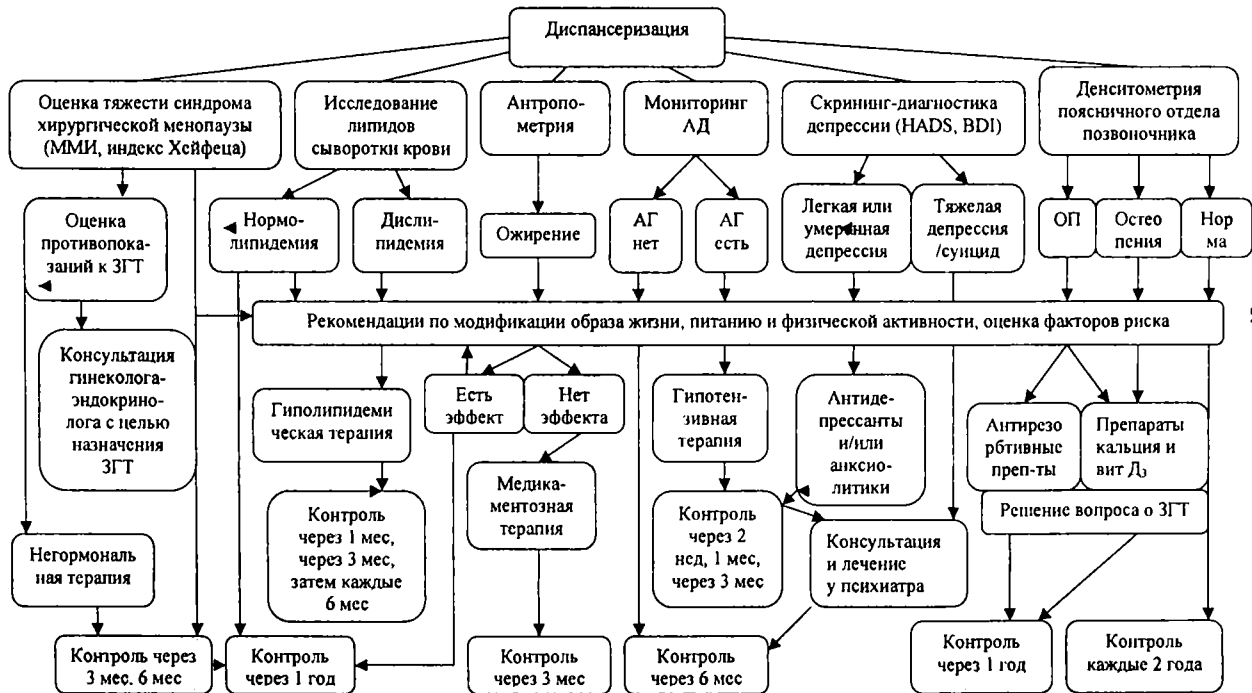 Диспансеризация
Оценка тяжести синдрома
хирургической менопаузы
(ММИ, индекс Хейфеца)
Исследование
липидов
сыворотки крови
Антропо-
метрия
Мониторинг
АД
Скрининг-диагностика
депрессии (HADS, BDI)
Денситометрия
поясничного отдела
позвоночника
Оценка
противопока-
заний к ЗГТ
Нормо-
липидемия
Дисли-
пидемия
Ожирение
АГ
нет
АГ
есть
Легкая или
умеренная
депрессия
Тяжелая
депрессия
/суицид
ОП
Остео
пения
Нор
ма
Рекомендации по модификации образа жизни, питанию и физической активности, оценка факторов риска
Консультация
гинеколога-
эндокрино-
лога с целью
назначения
ЗГТ
Гиполипидеми
ческая терапия
Есть
эффект
Нет
эффекта
Гипотен-
зивная
терапия
Антиде-
прессанты
и/или
анксио-
литики
Антирезо
рбтивные
преп-ты
Препараты
кальция и
вит Д₃
Решение вопроса о ЗГТ
Медика-
ментозная
терапия
Контроль
через 1 мес,
через 3 мес,
затем каждые
6 мес
Контроль
через 2
нед, 1 мес,
через 3 мес
Консультация
и лечение
у психиатра
Негормональ
ная терапия
Контроль через
3 мес. 6 мес
Контроль
через 1 год
Контроль
через 3 мес
Контроль
через 6 мес
Контроль
через 1 год
Контроль
каждые 2 года